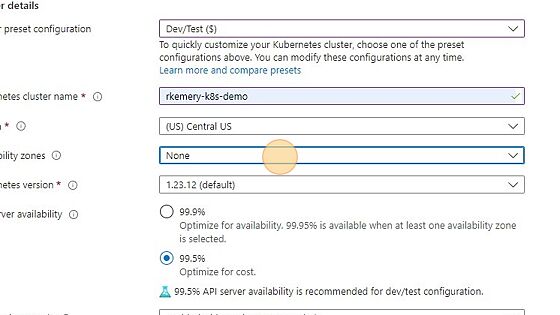 r details
preset configuration
Dev/Test ($)
To quickly customize your Kubernetes cluster, choose one of the preset
configurations above. You can modify these configurations at any time.
Learn more and compare presets
netes cluster name *
rkemery-k8s-demo
*
(US) Central US
bility zones
None
netes version *
1.23.12 (default)
erver availability
99.9%
Optimize for availability. 99.95% is available when at least one availability zone
is selected.
99.5%
Optimize for cost.
99.5% API server availability is recommended for dev/test configuration.